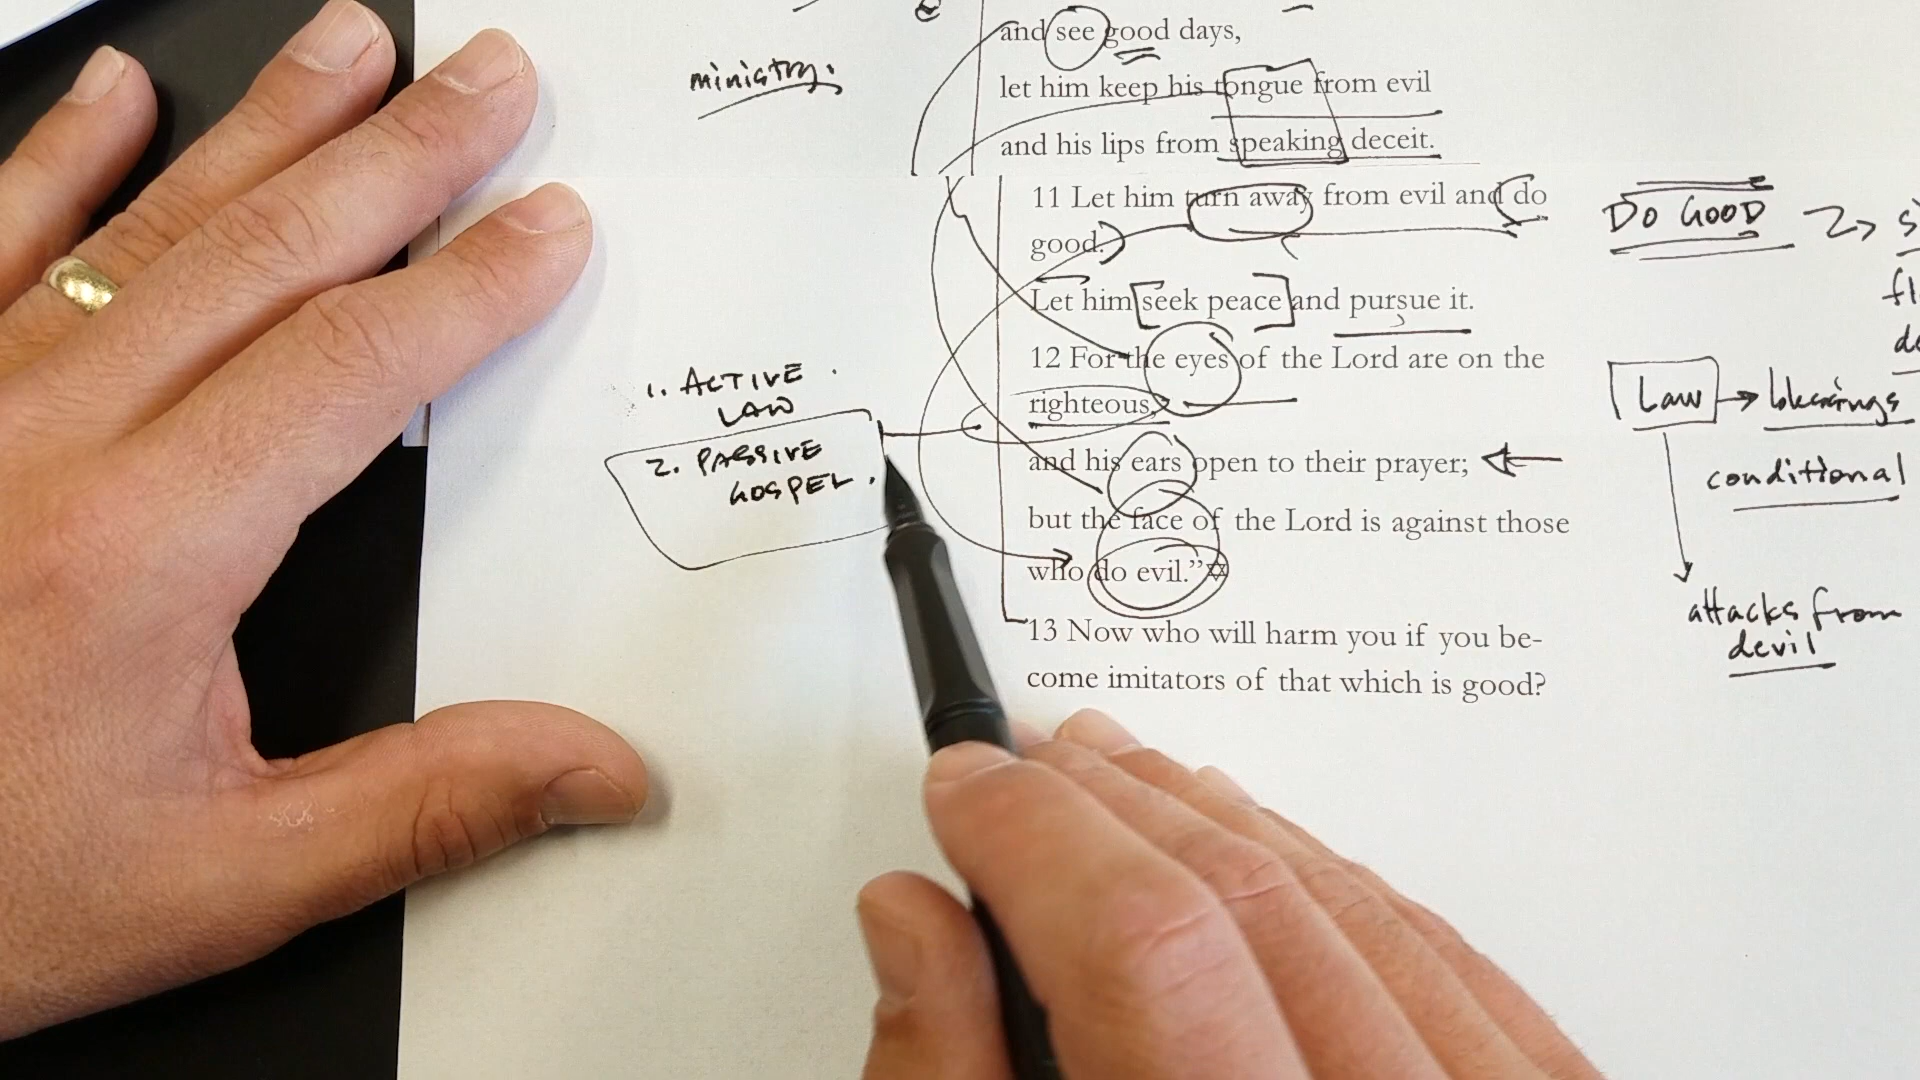 and see good days,
ministry.
let him keep his tongue from evil
and his lips from speaking deceit.
11 Let him turn away from evil and do
good.
Let him seek peace and pursue it.
12 For the eyes of the Lord are on the
righteous,
and his ears open to their prayer;
but the face of the Lord is against those
who do evil.”✡
13 Now who will harm you if you be-
come imitators of that which is good?
1. ACTIVE
LAW
2. PASSIVE
GOSPEL.
DO GOOD
Law → blessings
conditional
attacks from
devil